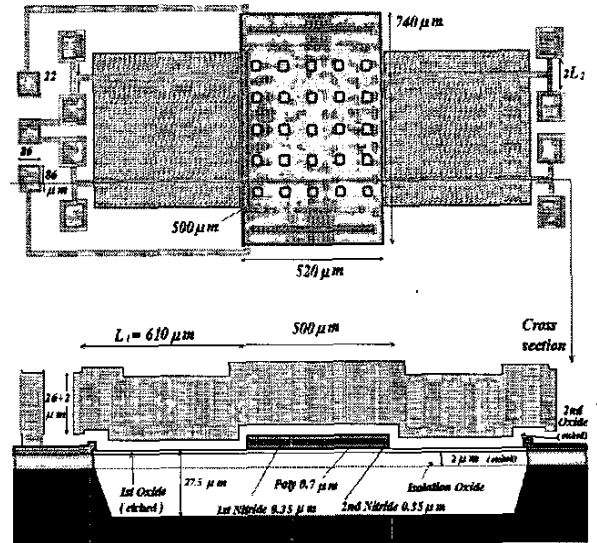 740 μm
22
2L2
86
86
μm
500 μm
520 μm
L1 = 610 μm
500 μm
Cross
section
26+2
μm
2nd
Oxide
(etched)
2 μm (etched)
1st Oxide
(etched)
27.5 μm
Poly 0.7 μm
Isolation Oxide
1st Nitride 0.35 μm
2nd Nitride 0.35 μm